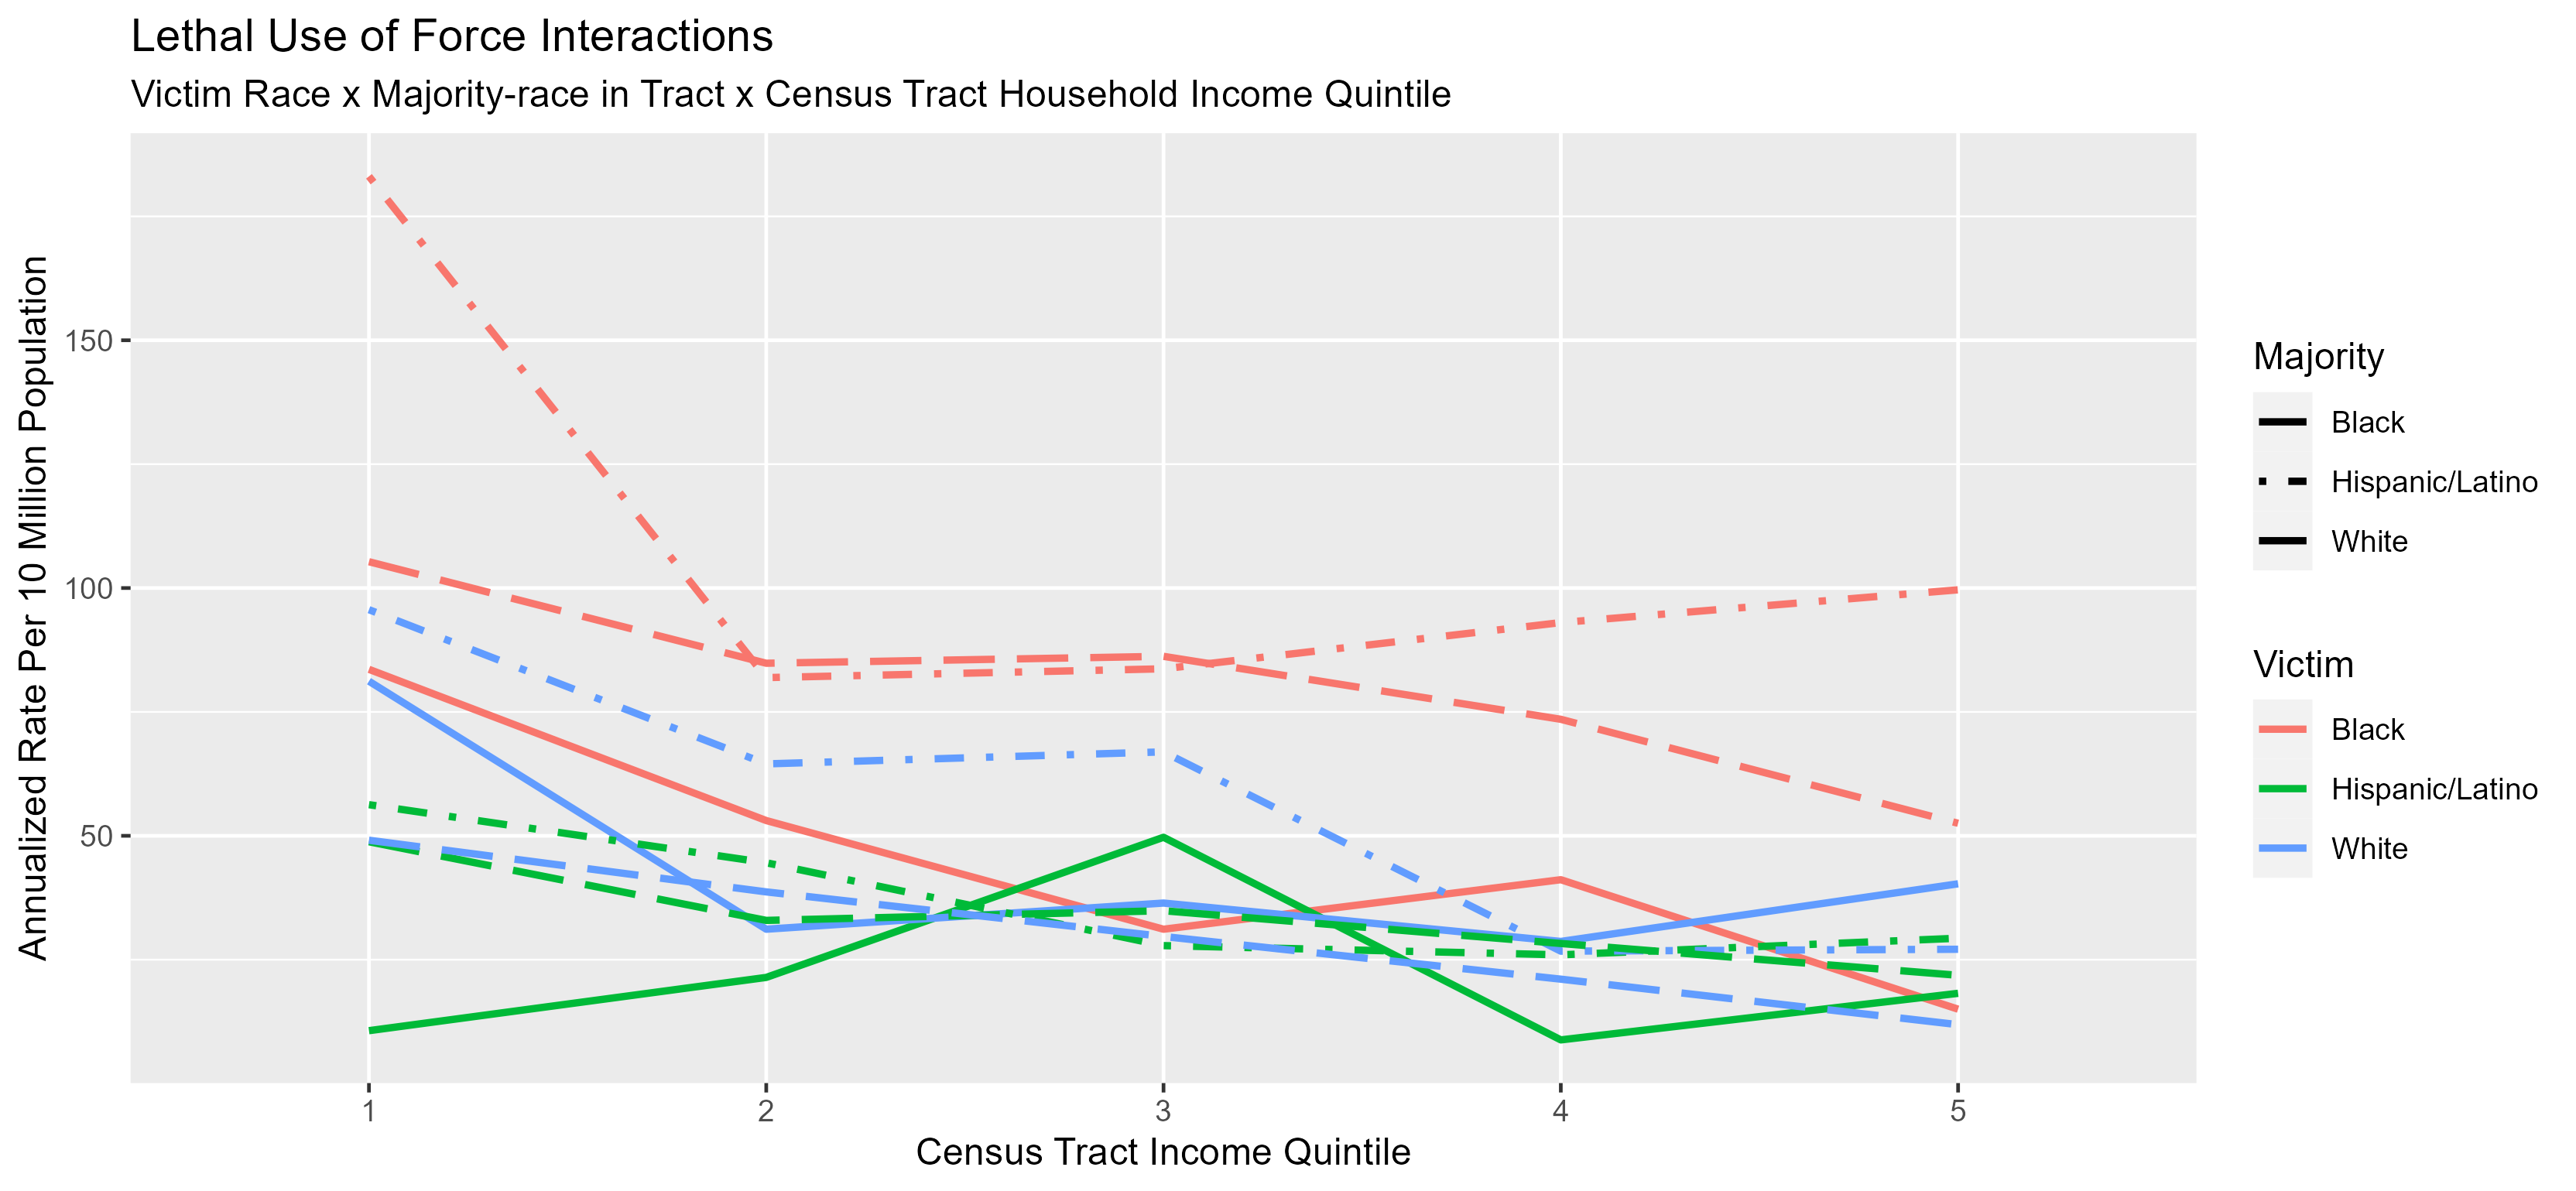 Lethal Use of Force Interactions
Victim Race x Majority-race in Tract x Census Tract Household Income Quintile
Annualized Rate Per 10 Million Population
150
100
50
1 2 3 4 5
Census Tract Income Quintile
Majority
Black
Hispanic/Latino
White
Victim
Black
Hispanic/Latino
White